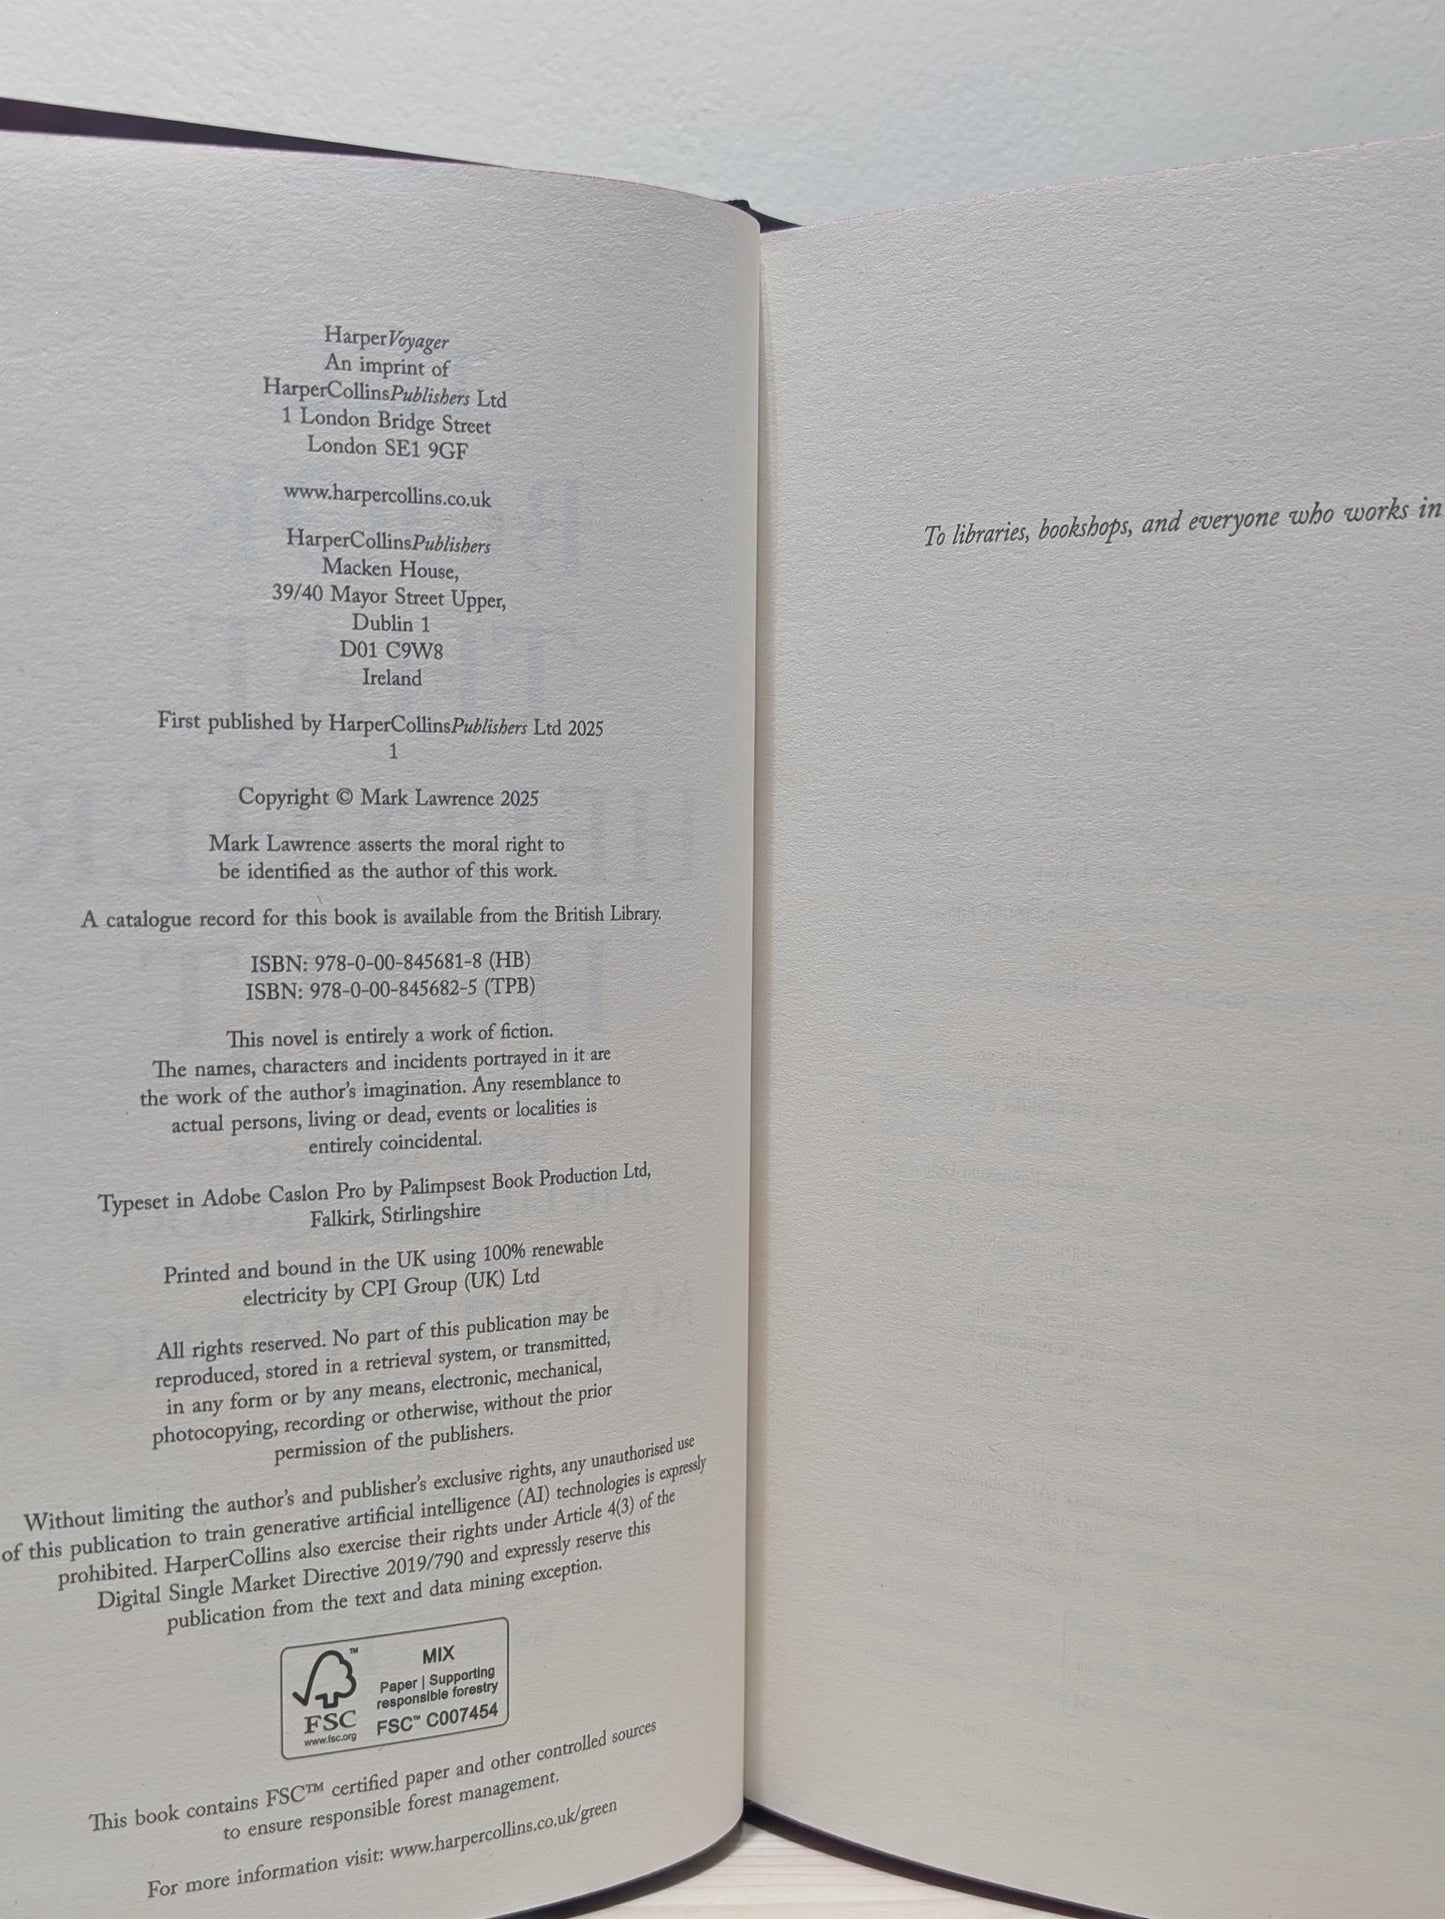 HarperVoyager
An imprint of
HarperCollinsPublishers Ltd
1 London Bridge Street
London SE1 9GF
www.harpercollins.co.uk
HarperCollinsPublishers
Macken House,
39/40 Mayor Street Upper,
Dublin 1
D01 C9W8
Ireland
First published by HarperCollinsPublishers Ltd 2025
1
Copyright © Mark Lawrence 2025
Mark Lawrence asserts the moral right to
be identified as the author of this work.
A catalogue record for this book is available from the British Library.
ISBN: 978-0-00-845681-8 (HB)
ISBN: 978-0-00-845682-5 (TPB)
This novel is entirely a work of fiction.
The names, characters and incidents portrayed in it are
the work of the author's imagination. Any resemblance to
actual persons, living or dead, events or localities is
entirely coincidental.
Typeset in Adobe Caslon Pro by Palimpsest Book Production Ltd,
Falkirk, Stirlingshire
Printed and bound in the UK using 100% renewable
electricity by CPI Group (UK) Ltd
All rights reserved. No part of this publication may be
reproduced, stored in a retrieval system, or transmitted,
in any form or by any means, electronic, mechanical,
photocopying, recording or otherwise, without the prior
permission of the publishers.
Without limiting the author's and publisher's exclusive rights, any unauthorised use
of this publication to train generative artificial intelligence (AI) technologies is expressly
prohibited. HarperCollins also exercise their rights under Article 4(3) of the
Digital Single Market Directive 2019/790 and expressly reserve this
publication from the text and data mining exception.
FSC™
www.fsc.org
MIX
Paper | Supporting
responsible forestry
FSC™ C007454
This book contains FSC™ certified paper and other controlled sources
to ensure responsible forest management.
For more information visit: www.harpercollins.co.uk/green
To libraries, bookshops, and everyone who works in